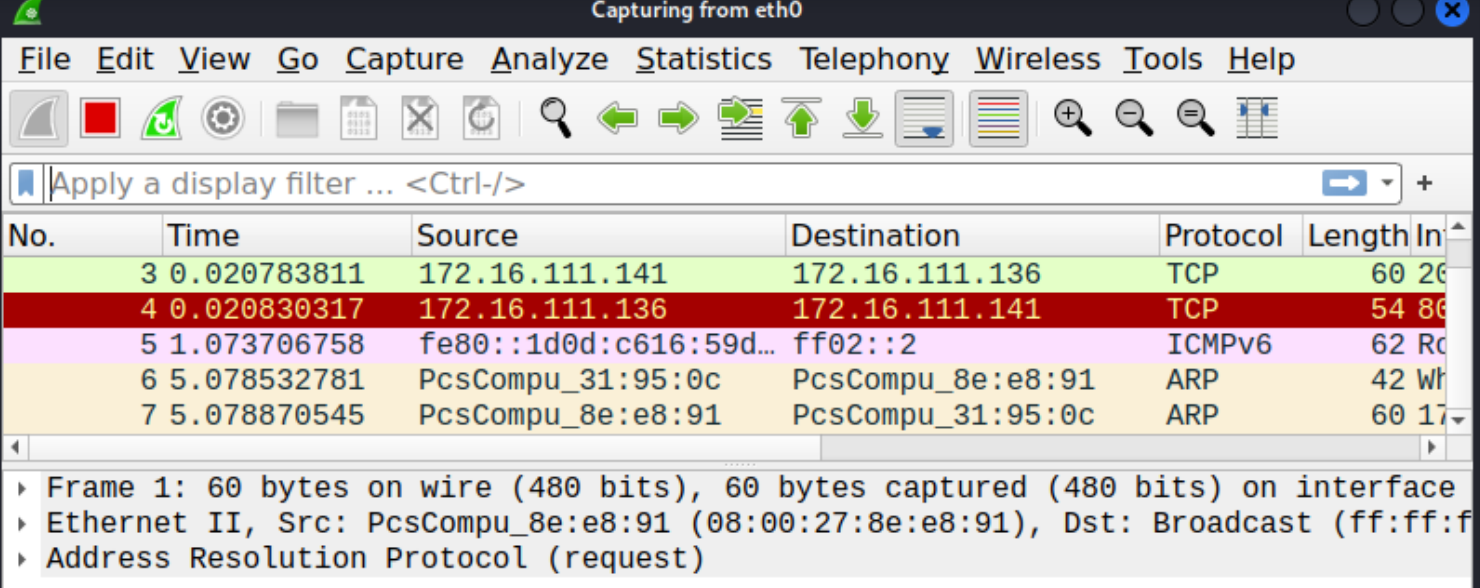 Capturing from eth0
File Edit View Go Capture Analyze Statistics Telephony Wireless Tools Help
Apply a display filter ... <Ctrl-/> +
No. Time Source Destination Protocol Length
3 0.020783811 172.16.111.141 172.16.111.136 TCP 60 20
4 0.020830317 172.16.111.136 172.16.111.141 TCP 54 80
5 1.073706758 fe80::1d0d:c616:59d… ff02::2 ICMPv6 62
6 5.078532781 PcsCompu_31:95:0c PcsCompu_8e:e8:91 ARP 42 Wh
7 5.078870545 PcsCompu_8e:e8:91 PcsCompu_31:95:0c ARP 60 17
Frame 1: 60 bytes on wire (480 bits), 60 bytes captured (480 bits) on interface
Ethernet II, Src: PcsCompu_8e:e8:91 (08:00:27:8e:e8:91), Dst: Broadcast (ff:ff:f
Address Resolution Protocol (request)